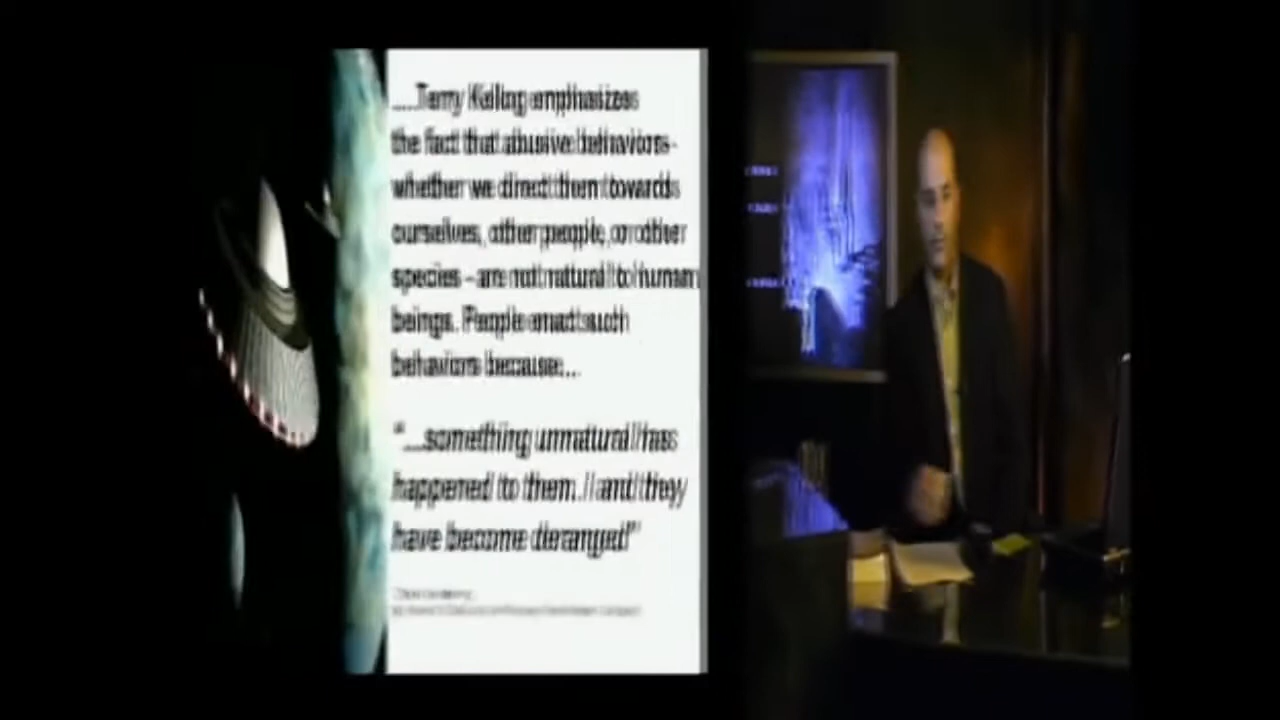 ....Terry Kellog emphasizes
the fact that abusive behaviors-
whether we direct them towards
ourselves, other people, or other
species - are not natural to human
beings. People enact such
behaviors because...
"...something unnatural has
happened to them. / and they
have become deranged"